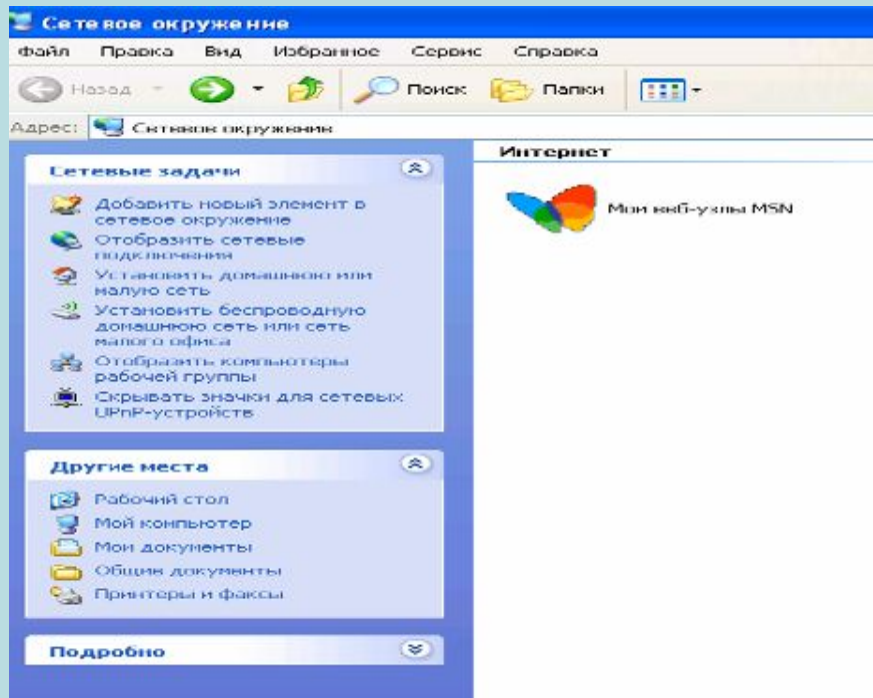 Сетевое окружение
Файл Правка Вид Избранное Сервис Справка
Назад Поиск Папки
Адрес: Сетевое окружение
Сетевые задачи
Добавить новый элемент в
сетевое окружение
Отобразить сетевые
подключения
Установить домашнюю или
малую сеть
Установить беспроводную
домашнюю сеть или сеть
малого офиса
Отобразить компьютеры
рабочей группы
Скрывать значки для сетевых
UPnP-устройств
Другие места
Рабочий стол
Мой компьютер
Мои документы
Общие документы
Принтеры и факсы
Подробно
Интернет
Мои веб-узлы MSN